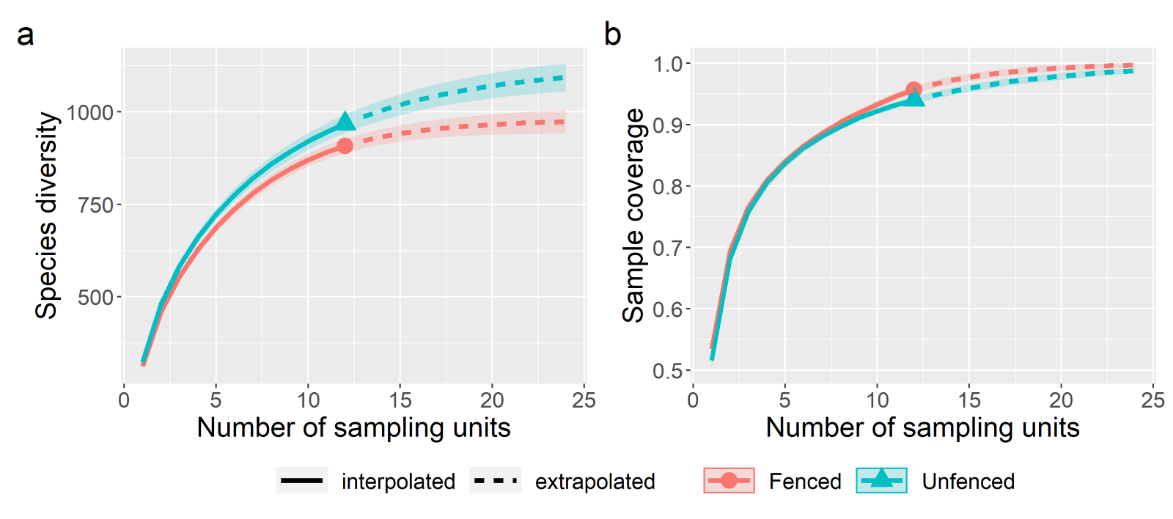 a
1000
750
500
0
5
10
15
20
25
Species diversity
Number of sampling units
b
1.0
0.9
0.8
0.7
0.6
0.5
0
5
10
15
20
25
Sample coverage
Number of sampling units
interpolated
extrapolated
Fenced
Unfenced